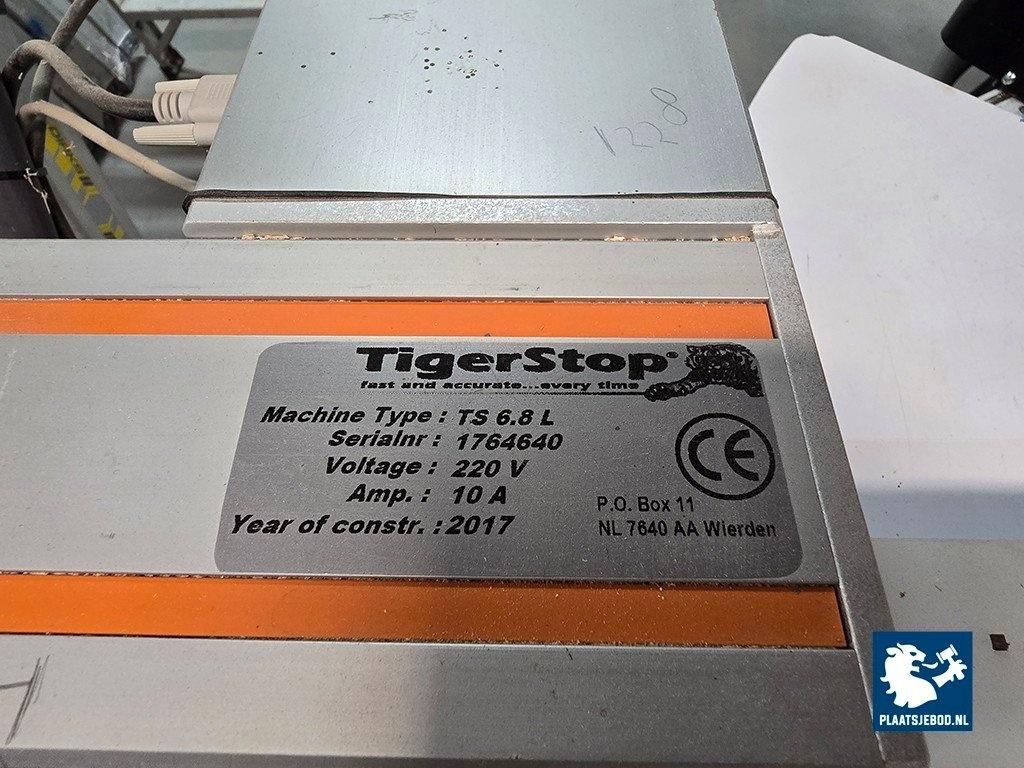 1220
TigerStop®
fast and accurate...every time
Machine Type : TS 6.8 L
Serialnr : 1764640
Voltage : 220 V
Amp. : 10 A
Year of constr. : 2017
CE
P.O. Box 11
NL 7640 AA Wierden
PLAATSJEBOD.NL